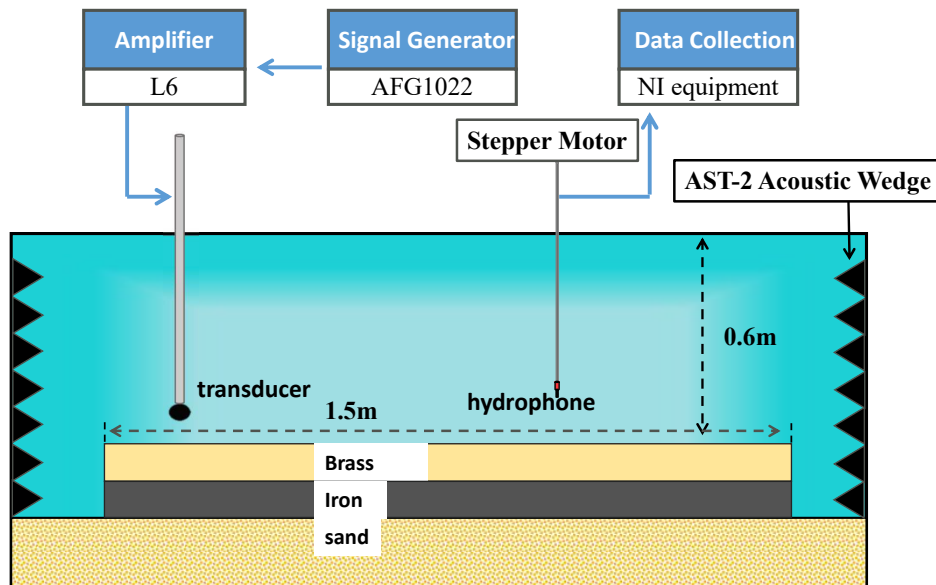 Amplifier
L6
Signal Generator
AFG1022
Data Collection
NI equipment
Stepper Motor
AST-2 Acoustic Wedge
0.6m
transducer
hydrophone
1.5m
Brass
Iron
sand